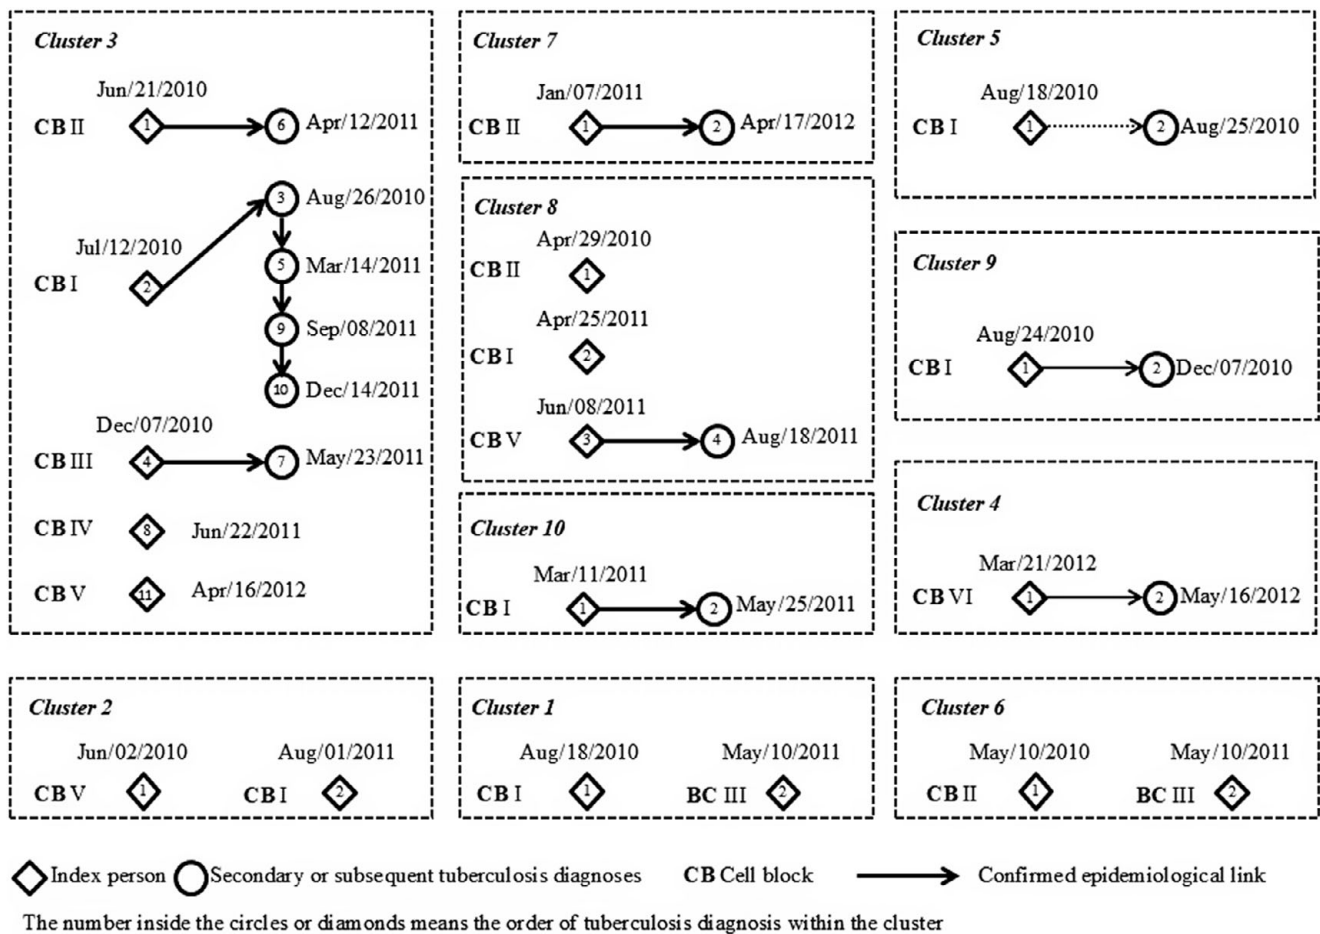 Cluster 3
Jun/21/2010
CB II 1 6 Apr/12/2011
3 Aug/26/2010
Jul/12/2010
CB I 2 5 Mar/14/2011
9 Sep/08/2011
10 Dec/14/2011
Dec/07/2010
CB III 4 7 May/23/2011
CB IV 8 Jun/22/2011
CB V 11 Apr/16/2012
Cluster 7
Jan/07/2011
CB II 1 2 Apr/17/2012
Cluster 8
Apr/29/2010
CB II 1
Apr/25/2011
CB I 2
Jun/08/2011
CB V 3 4 Aug/18/2011
Cluster 10
Mar/11/2011
CB I 1 2 May/25/2011
Cluster 5
Aug/18/2010
CB I 1 2 Aug/25/2010
Cluster 9
Aug/24/2010
CB I 1 2 Dec/07/2010
Cluster 4
Mar/21/2012
CB VI 1 2 May/16/2012
Cluster 2
Jun/02/2010 Aug/01/2011
CB V 1 CB I 2
Cluster 1
Aug/18/2010 May/10/2011
CB I 1 BC III 2
Cluster 6
May/10/2010 May/10/2011
CB II 1 BC III 2
Index person Secondary or subsequent tuberculosis diagnoses CB Cell block Confirmed epidemiological link
The number inside the circles or diamonds means the order of tuberculosis diagnosis within the cluster